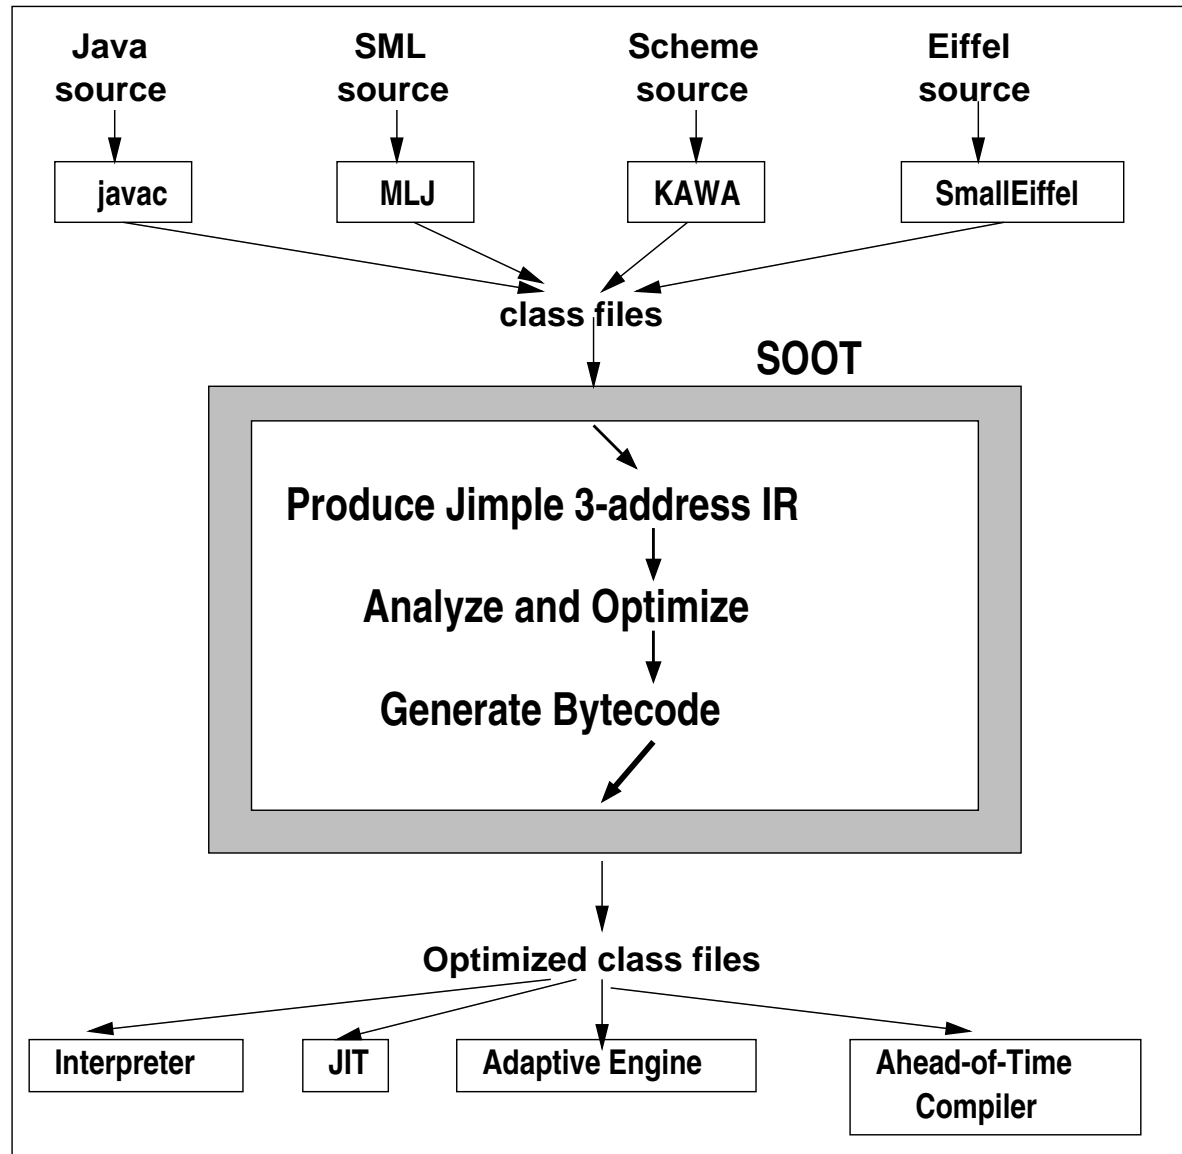 Java SML Scheme Eiffel
source source source source
javac MLJ KAWA SmallEiffel
class files
SOOT
Produce Jimple 3-address IR
Analyze and Optimize
Generate Bytecode
Optimized class files
Interpreter JIT Adaptive Engine Ahead-of-Time
Compiler